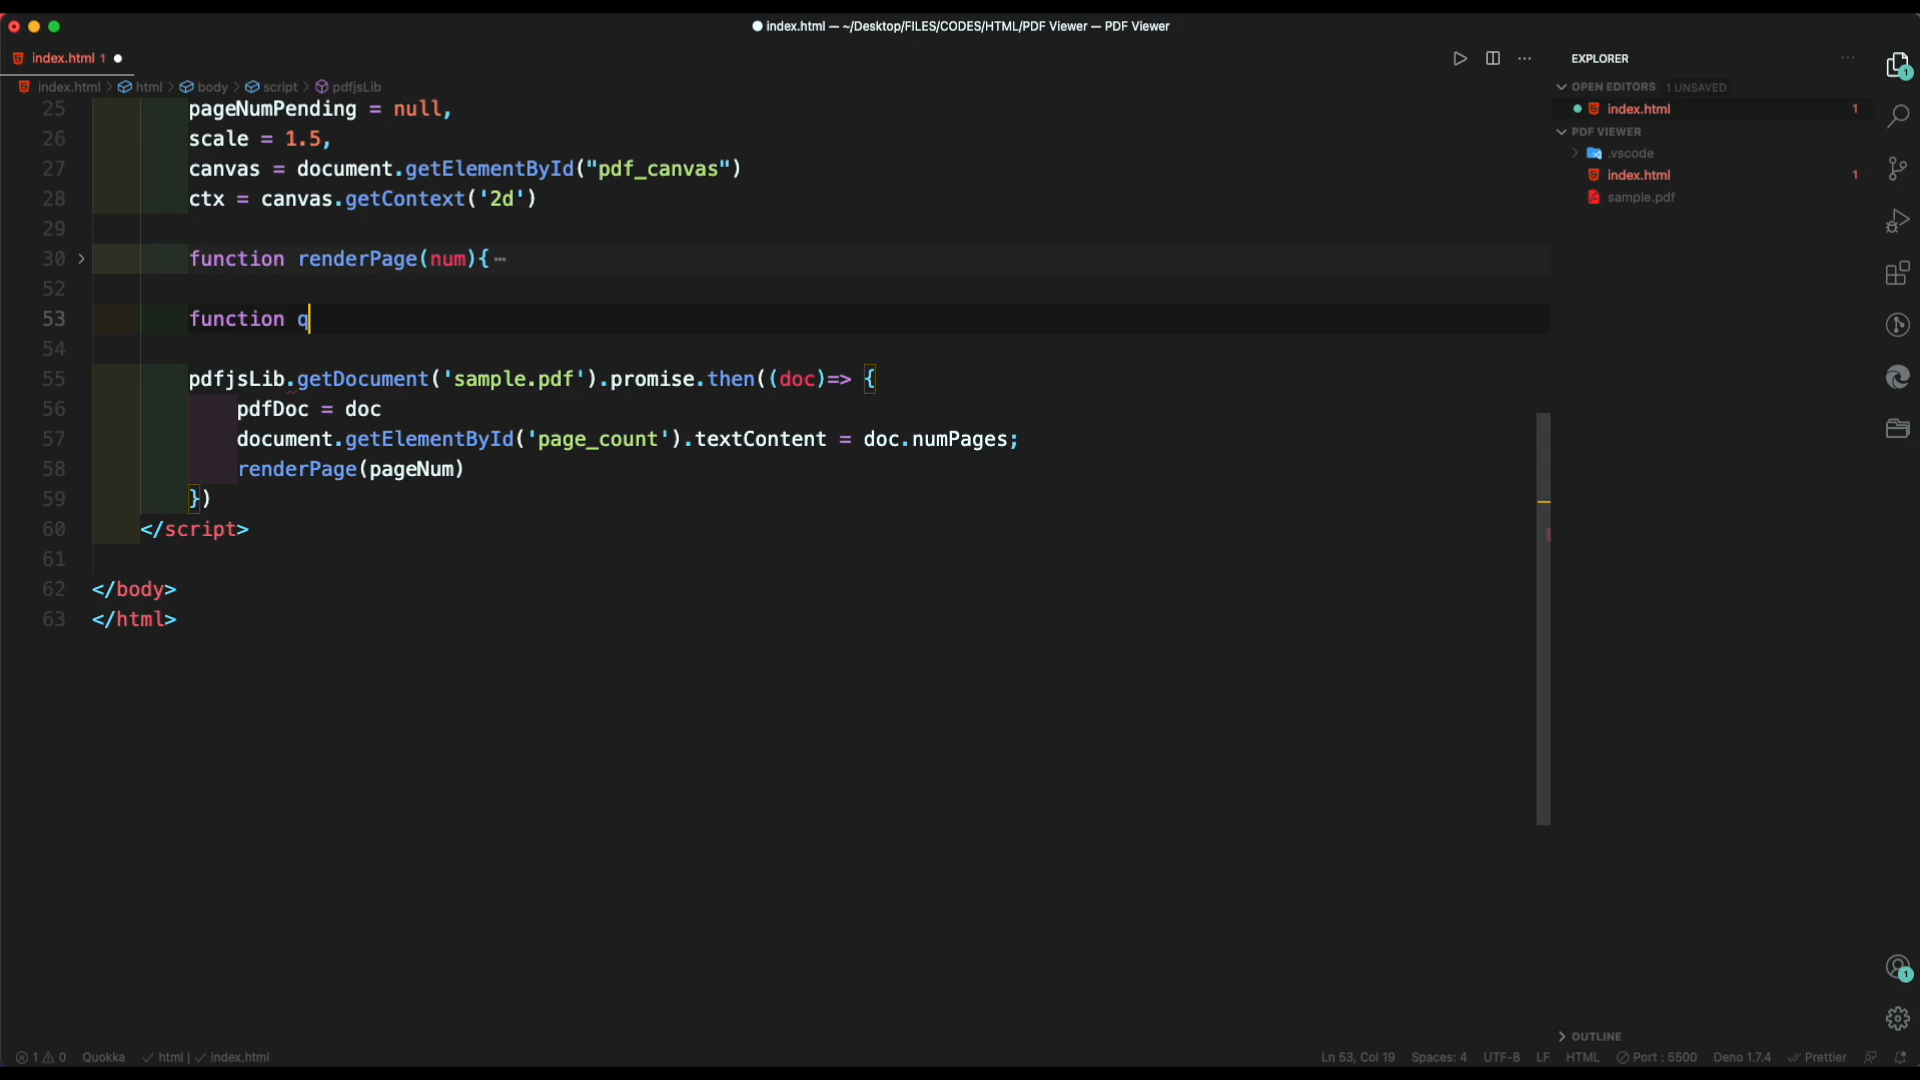 index.html — ~/Desktop/FILES/CODES/HTML/PDF Viewer — PDF Viewer
index.html 1
index.html > html > body > script > pdfjsLib
25 pageNumPending = null,
26 scale = 1.5,
27 canvas = document.getElementById("pdf_canvas")
28 ctx = canvas.getContext('2d')
29
30 function renderPage(num){⋯
52
53 function q
54
55 pdfjsLib.getDocument('sample.pdf').promise.then((doc)=> {
56 pdfDoc = doc
57 document.getElementById('page_count').textContent = doc.numPages;
58 renderPage(pageNum)
59 })
60 </script>
61
62 </body>
63 </html>
EXPLORER
OPEN EDITORS 1 UNSAVED
index.html 1
PDF VIEWER
.vscode
index.html 1
sample.pdf
1
1
OUTLINE
1 0 Quokka html | index.html
Ln 53, Col 19 Spaces: 4 UTF-8 LF HTML Port : 5500 Deno 1.7.4 Prettier